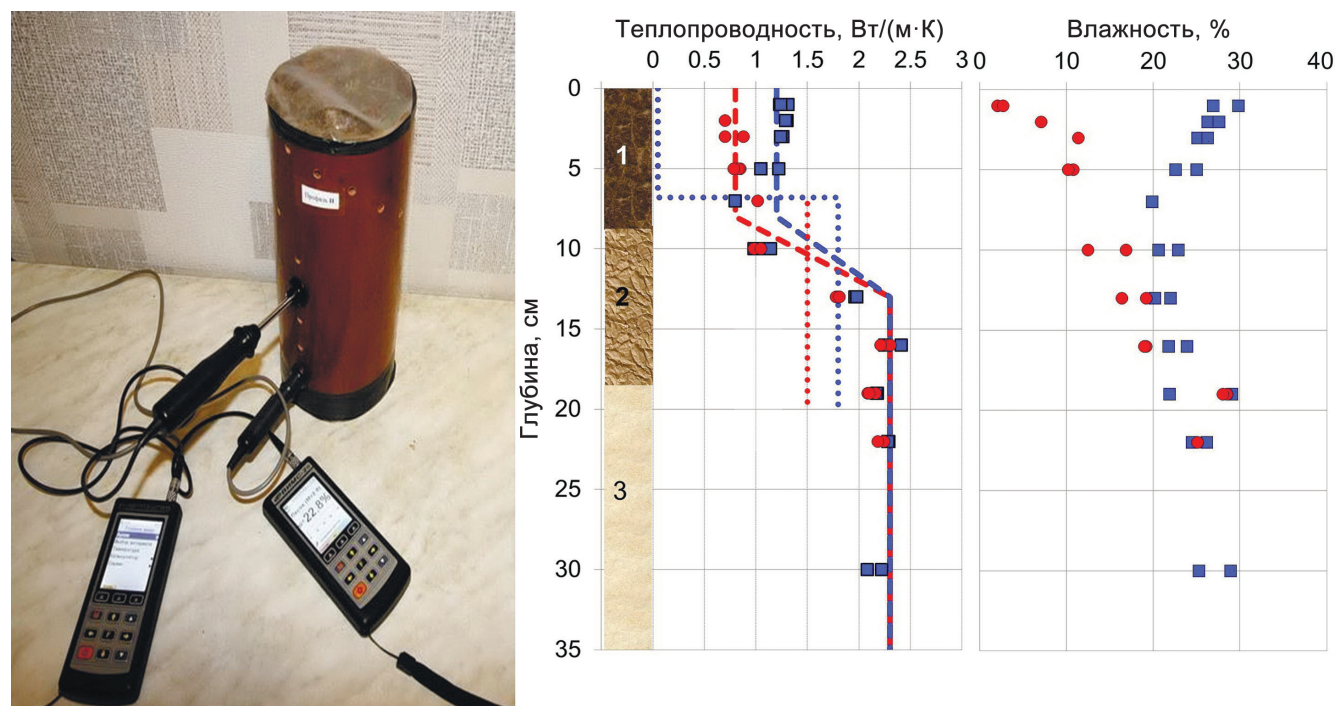 Профиль II
22.8%
Теплопроводность, Вт/(м·К)
0 0.5 1 1.5 2 2.5 3
Влажность, %
0 10 20 30 40
Глубина, см
0
5
10
15
20
25
30
35
1
2
3